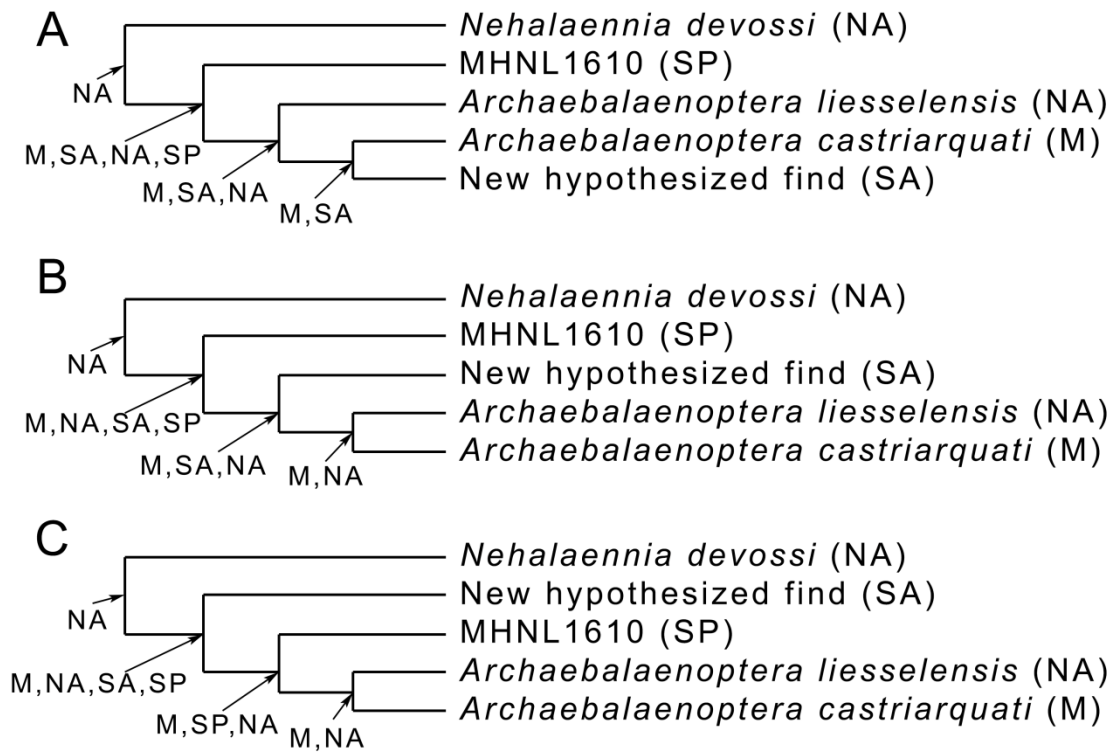 A
Nehalaennia devossi (NA)
MHNL1610 (SP)
NA
Archaebalaenoptera liesselensis (NA)
Archaebalaenoptera castriarquati (M)
M,SA,NA,SP
New hypothesized find (SA)
M,SA,NA
M,SA
B
Nehalaennia devossi (NA)
MHNL1610 (SP)
NA
New hypothesized find (SA)
Archaebalaenoptera liesselensis (NA)
M,NA,SA,SP
Archaebalaenoptera castriarquati (M)
M,SA,NA
M,NA
C
Nehalaennia devossi (NA)
New hypothesized find (SA)
NA
MHNL1610 (SP)
Archaebalaenoptera liesselensis (NA)
M,NA,SA,SP
Archaebalaenoptera castriarquati (M)
M,SP,NA
M,NA